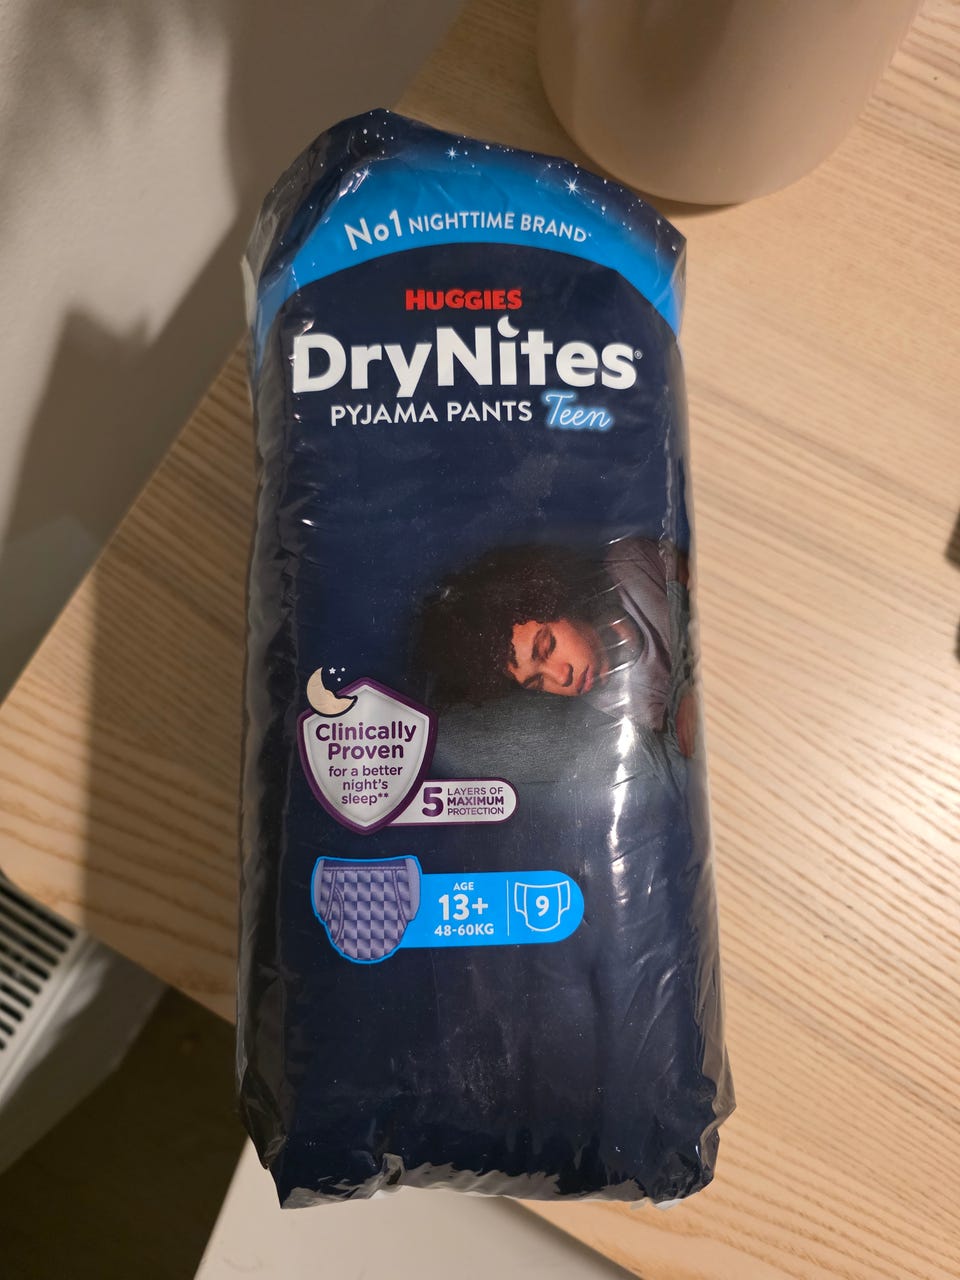 No1 NIGHTTIME BRAND*
HUGGIES
DryNites®
PYJAMA PANTS Teen
Clinically
Proven
for a better
night's
sleep**
5 LAYERS OF
MAXIMUM
PROTECTION
AGE
13+
48-60KG
9